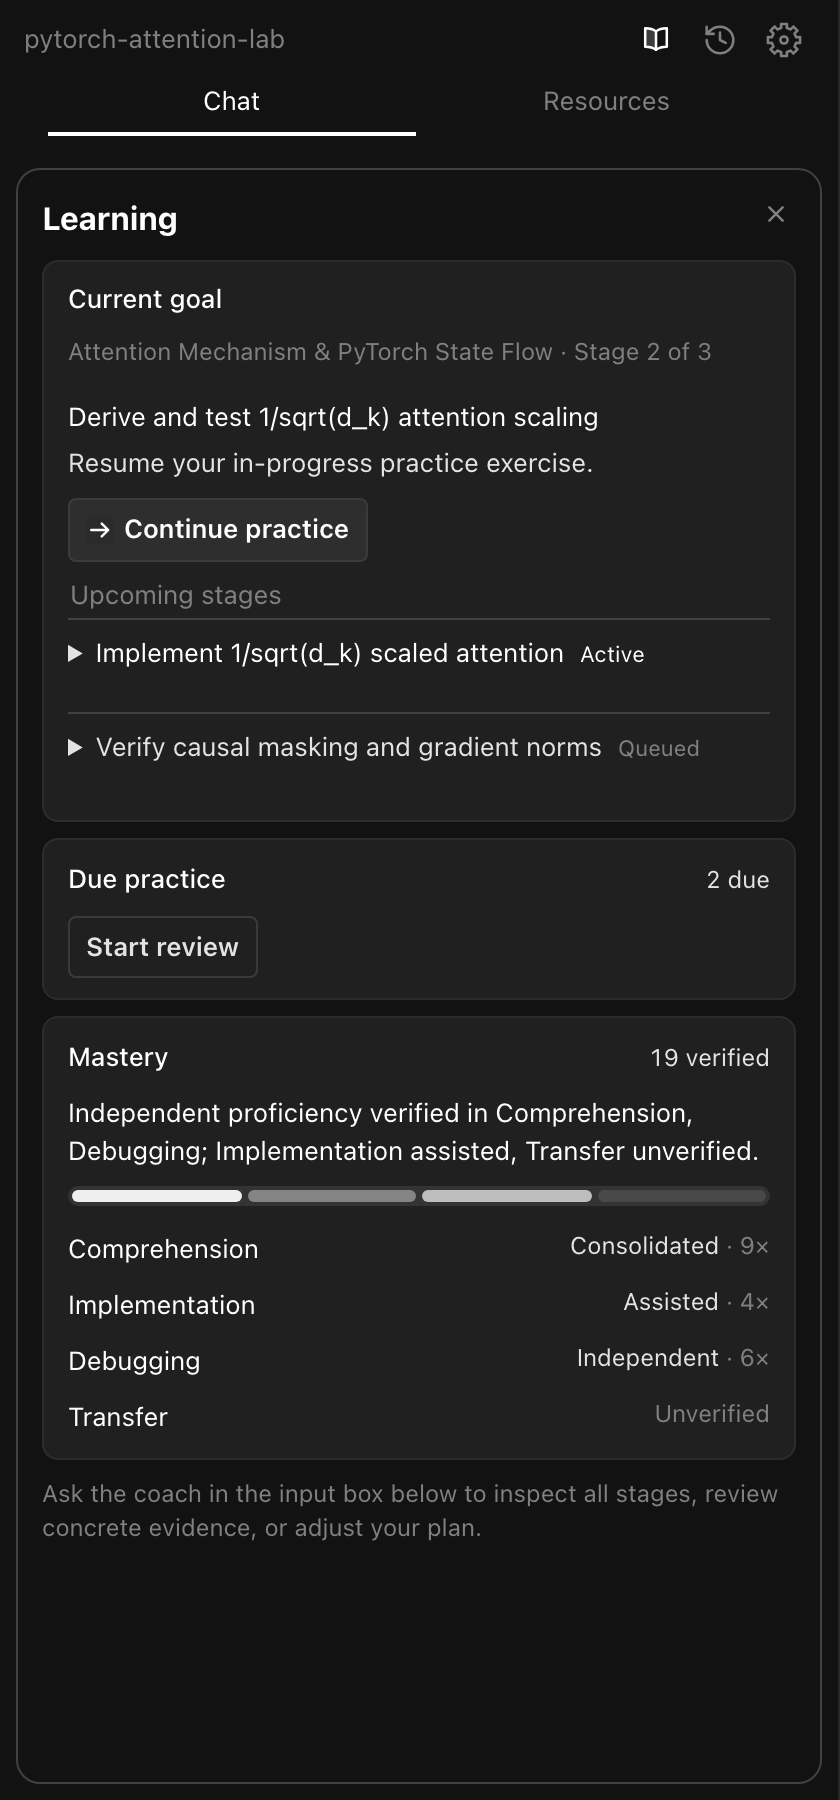 pytorch-attention-lab
Chat
Resources
Learning
Current goal
Attention Mechanism & PyTorch State Flow · Stage 2 of 3
Derive and test 1/sqrt(d_k) attention scaling
Resume your in-progress practice exercise.
→ Continue practice
Upcoming stages
Implement 1/sqrt(d_k) scaled attention Active
Verify causal masking and gradient norms Queued
Due practice 2 due
Start review
Mastery 19 verified
Independent proficiency verified in Comprehension,
Debugging; Implementation assisted, Transfer unverified.
Comprehension Consolidated · 9×
Implementation Assisted · 4×
Debugging Independent · 6×
Transfer Unverified
Ask the coach in the input box below to inspect all stages, review
concrete evidence, or adjust your plan.